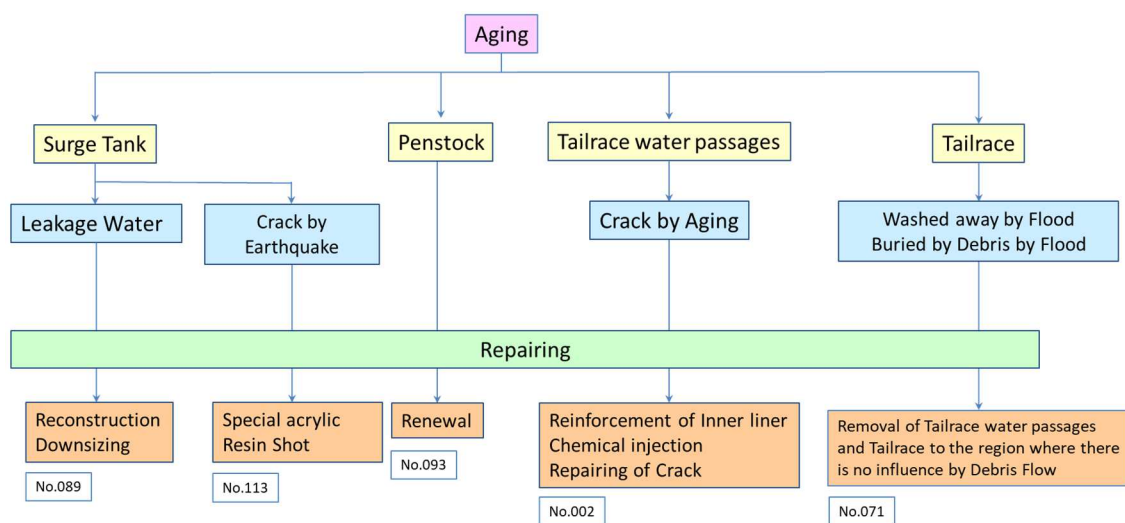 Aging
Surge Tank
Penstock
Tailrace water passages
Tailrace
Leakage Water
Crack by
Earthquake
Crack by Aging
Washed away by Flood
Buried by Debris by Flood
Repairing
Reconstruction
Downsizing
Special acrylic
Resin Shot
Renewal
Reinforcement of Inner liner
Chemical injection
Repairing of Crack
Removal of Tailrace water passages
and Tailrace to the region where there
is no influence by Debris Flow
No.089
No.113
No.093
No.002
No.071